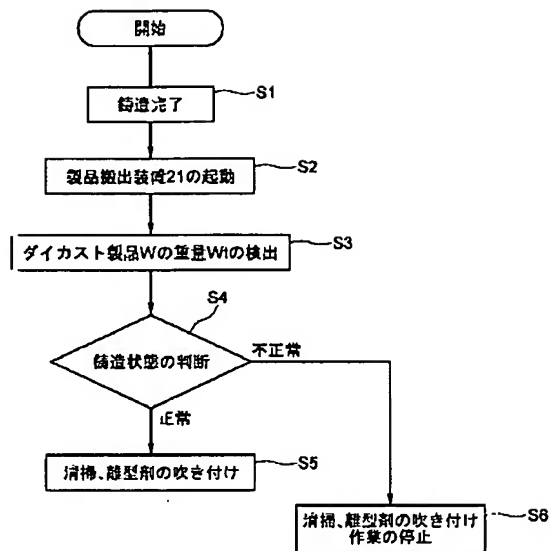 開始
鋳造完了
S1
製品搬出装置21の起動
S2
ダイカスト製品Wの重量Wtの検出
S3
S4
鋳造状態の判断
不正常
正常
清掃、離型剤の吹き付け
S5
清掃、離型剤の吹き付け
作業の停止
S6